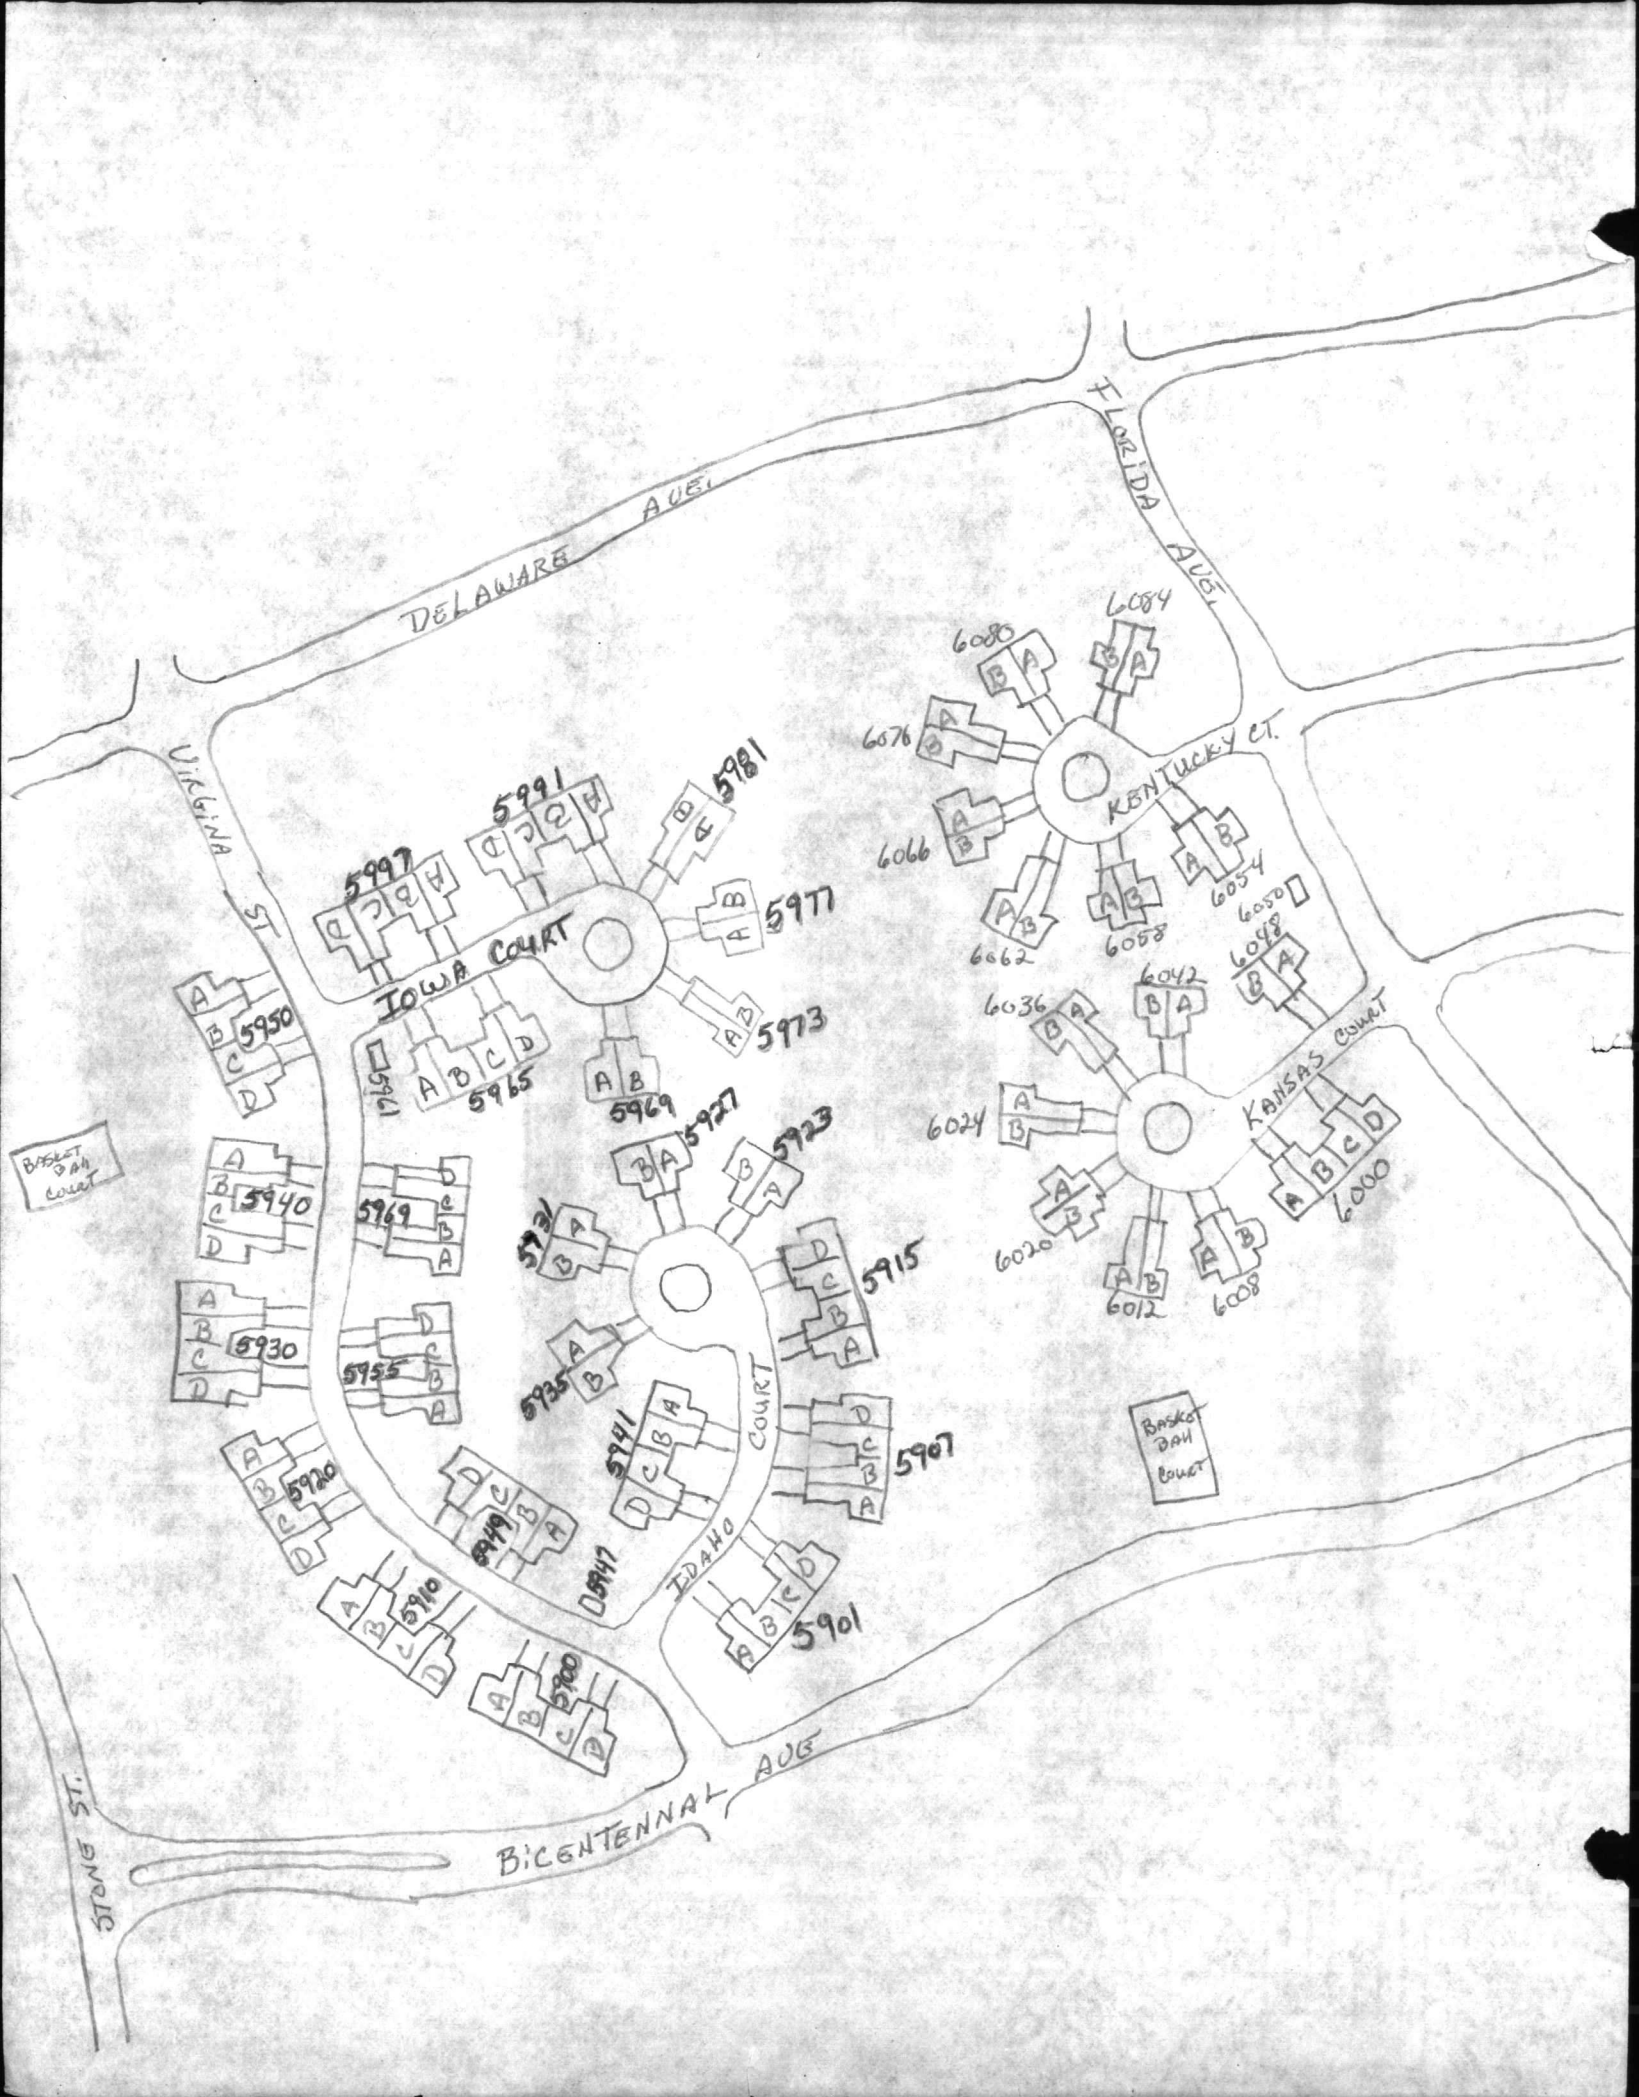 FLORIDA AVE.
DELAWARE AVE.
VIRGINA ST.
6084
B A
6080
B A
6076
A
B
6066
A
B
KENTUCKY CT.
6062
A B
6058
A B
6054
A B
6050
6048
B A
5981
B
A
5991
D C B A
5997
D C B A
5977
A B
IOWA COURT
5973
A B
5950
A
B
C
D
5961
A B C D
5965
A B
5969
6042
B A
6036
B A
6024
A
B
KANSAS COURT
A B C D
6000
6020
A
B
A B
6012
A B
6008
BASKET
BAll
COURT
5927
B A
5923
B
A
5940
A
B
C
D
5969
D
C
B
A
5931
A
B
5915
D
C
B
A
5930
A
B
C
D
5955
D
C
B
A
5935
A
B
5941
A
B
C
D
IDAHO COURT
5907
D
C
B
A
BASKET
BAll
COURT
5920
A
B
C
D
5949
D C B A
5947
5910
A B C D
5901
A B C D
5900
A B C D
BICENTENNAL AVE
STONE ST.